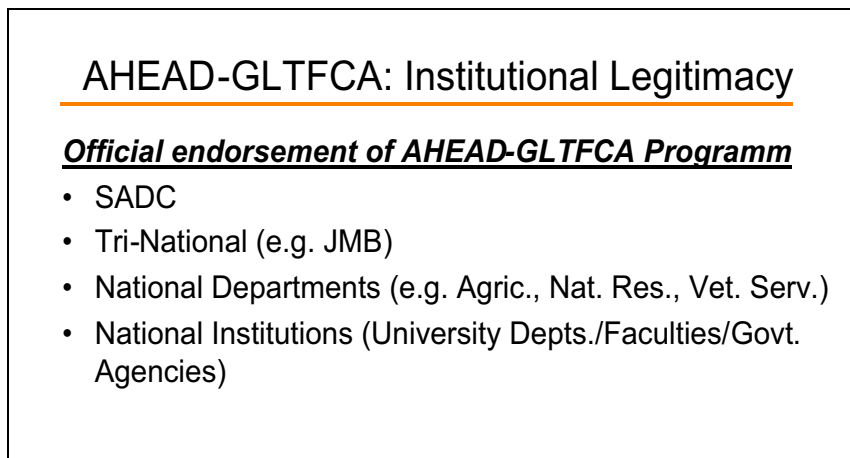 AHEAD-GLTFCA: Institutional Legitimacy
Official endorsement of AHEAD-GLTFCA Programm
• SADC
• Tri-National (e.g. JMB)
• National Departments (e.g. Agric., Nat. Res., Vet. Serv.)
• National Institutions (University Depts./Faculties/Govt.
Agencies)